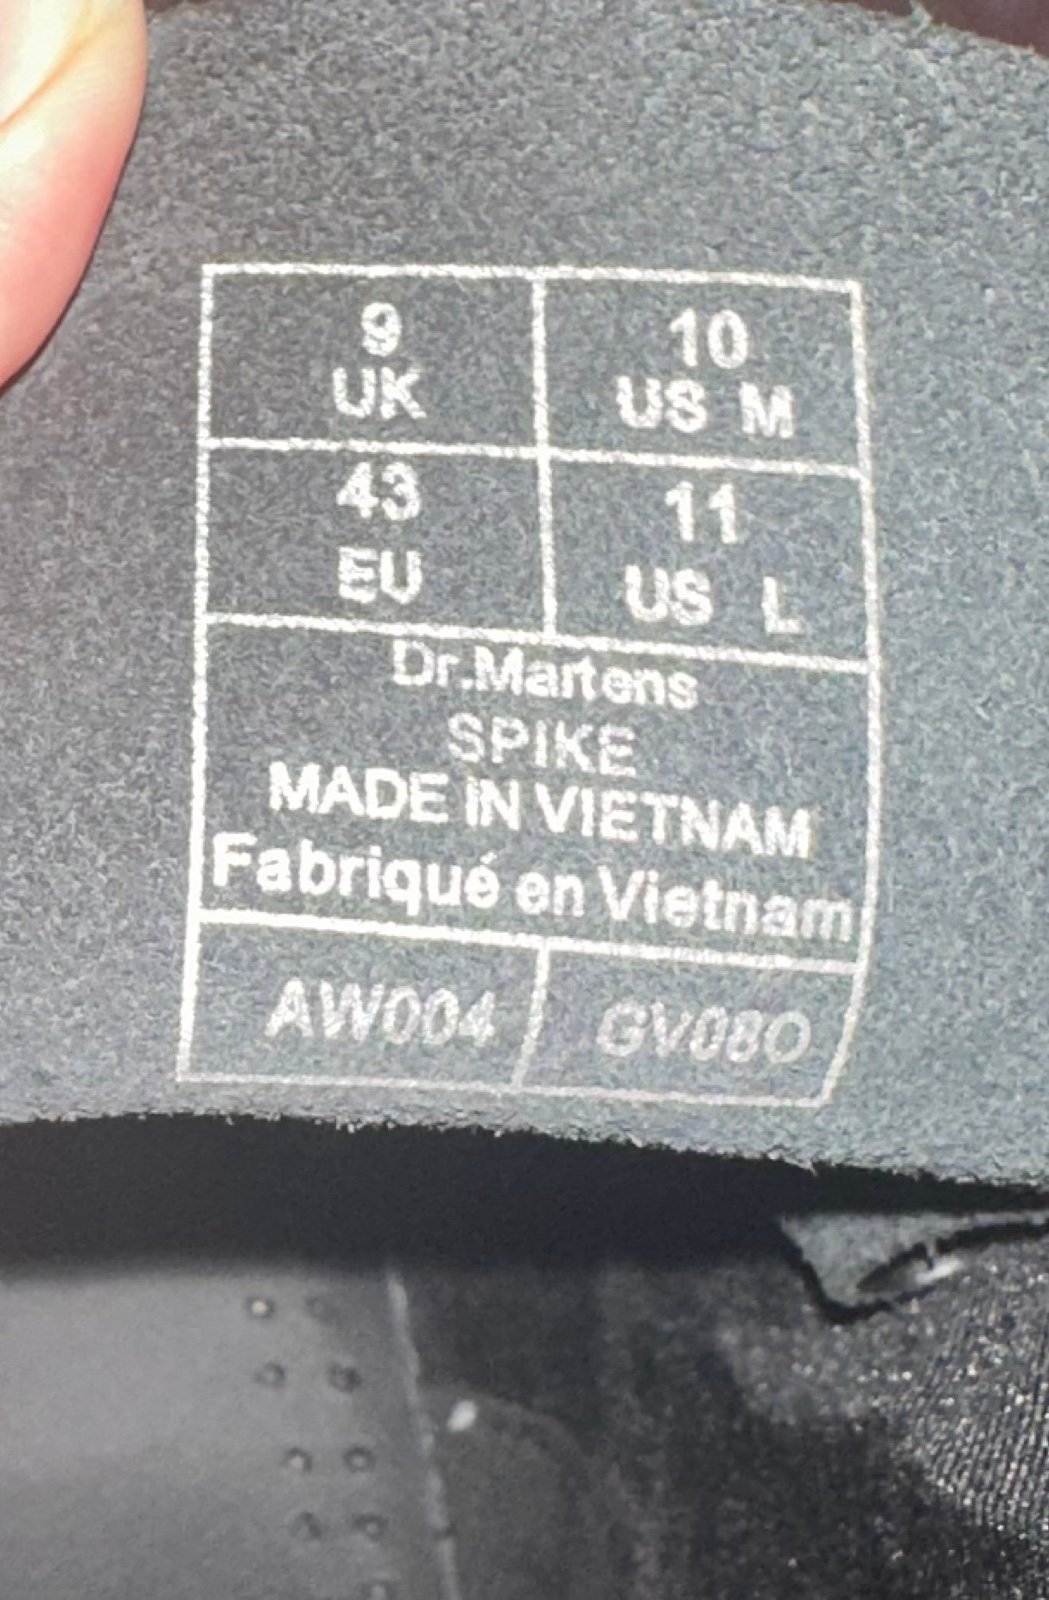 9
UK
10
US M
43
EU
11
US L
Dr.Martens
SPIKE
MADE IN VIETNAM
Fabriqué en Vietnam
AW004
GV08O